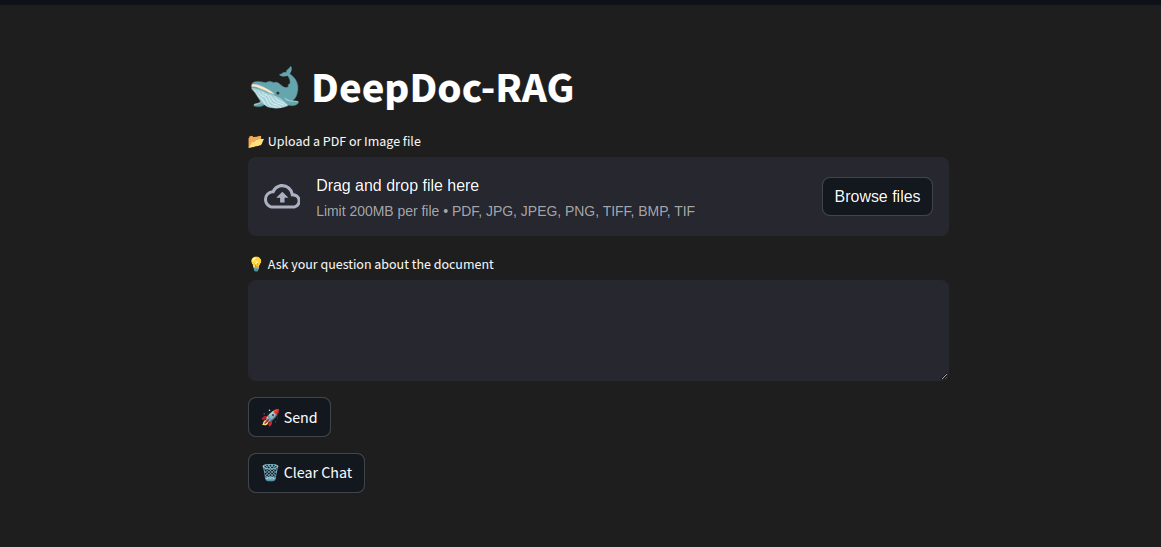 🐋 DeepDoc-RAG
📂 Upload a PDF or Image file
Drag and drop file here
Limit 200MB per file • PDF, JPG, JPEG, PNG, TIFF, BMP, TIF
Browse files
💡 Ask your question about the document
🚀 Send
🗑️ Clear Chat